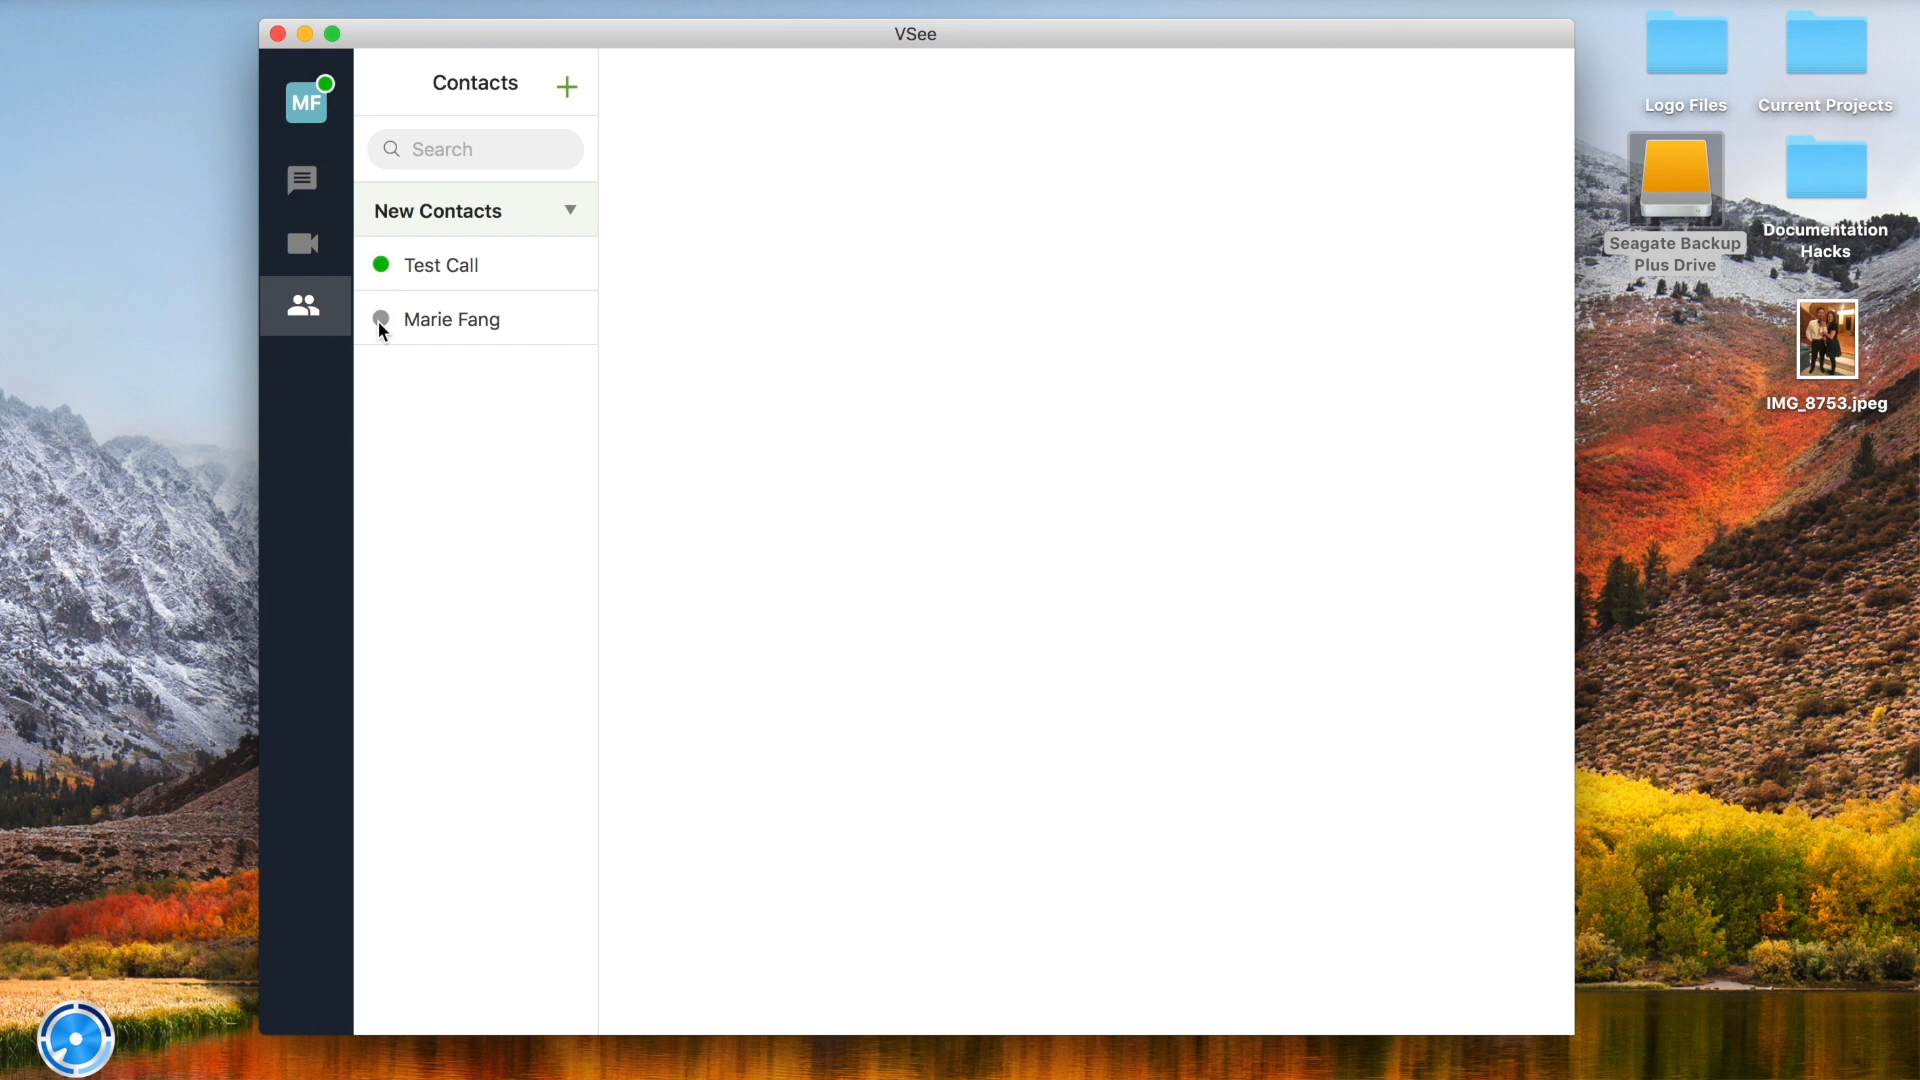 VSee
MF
Contacts
Search
New Contacts
Test Call
Marie Fang
Logo Files
Current Projects
Seagate Backup
Plus Drive
Documentation
Hacks
IMG_8753.jpeg